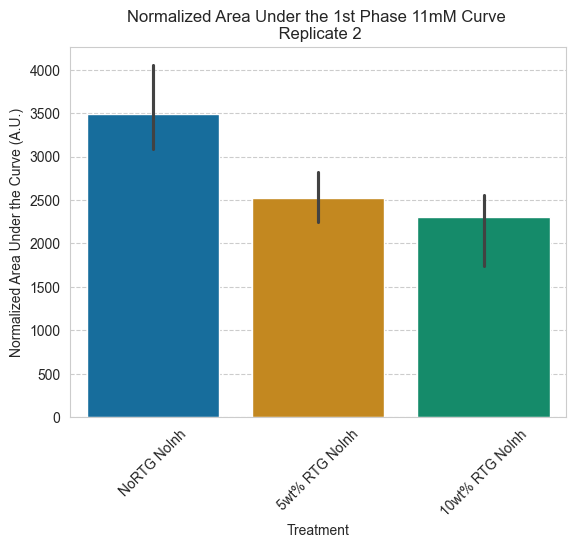 Normalized Area Under the 1st Phase 11mM Curve
Replicate 2
Normalized Area Under the Curve (A.U.)
4000
3500
3000
2500
2000
1500
1000
500
0
NoRTG NoInh
5wt% RTG NoInh
10wt% RTG NoInh
Treatment